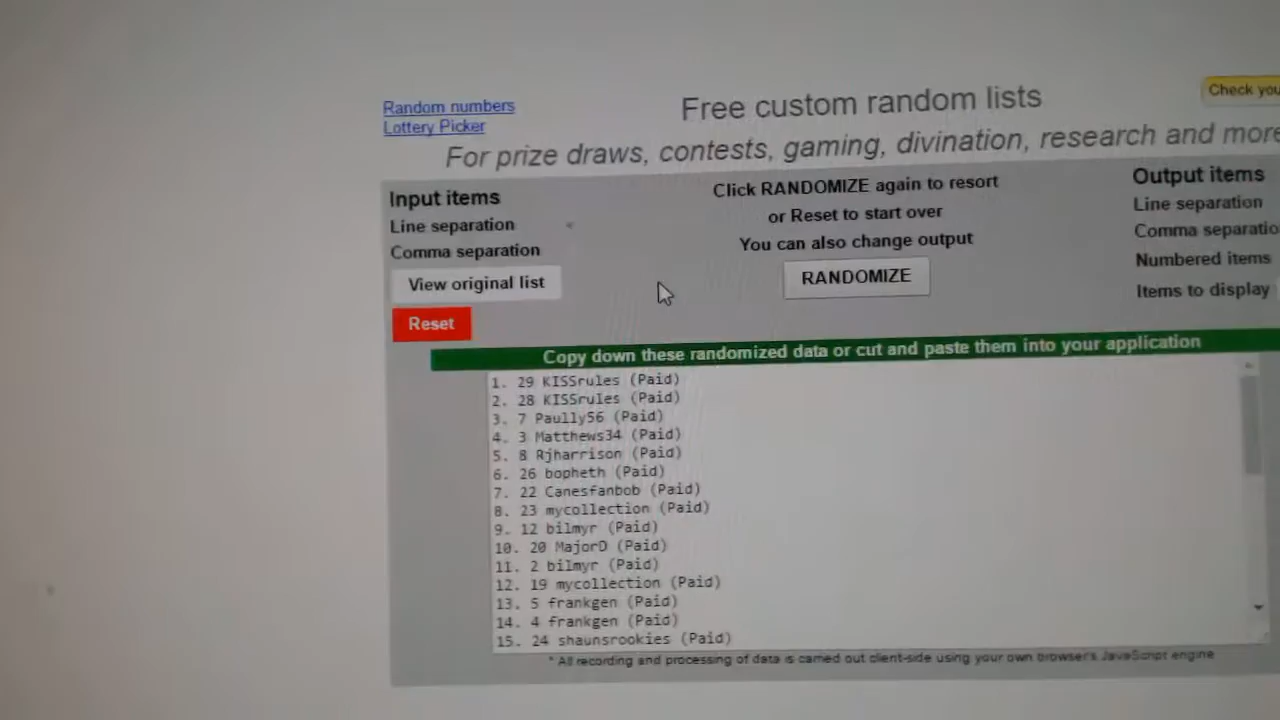 Random numbers
Lottery Picker
Free custom random lists
Check you
For prize draws, contests, gaming, divination, research and more
Input items
Line separation
Comma separation
View original list
Reset
Click RANDOMIZE again to resort
or Reset to start over
You can also change output
RANDOMIZE
Output items
Line separation
Comma separatio
Numbered items
Items to display
Copy down these randomized data or cut and paste them into your application
1. 29 KISSrules (Paid)
2. 28 KISSrules (Paid)
3. 7 Paully56 (Paid)
4. 3 Matthews34 (Paid)
5. 8 Rjharrison (Paid)
6. 26 bopheth (Paid)
7. 22 Canesfanbob (Paid)
8. 23 mycollection (Paid)
9. 12 bilmyr (Paid)
10. 20 MajorD (Paid)
11. 2 bilmyr (Paid)
12. 19 mycollection (Paid)
13. 5 frankgen (Paid)
14. 4 frankgen (Paid)
15. 24 shaunsrookies (Paid)
* All recording and processing of data is carried out client-side using your own browser's JavaScript engine